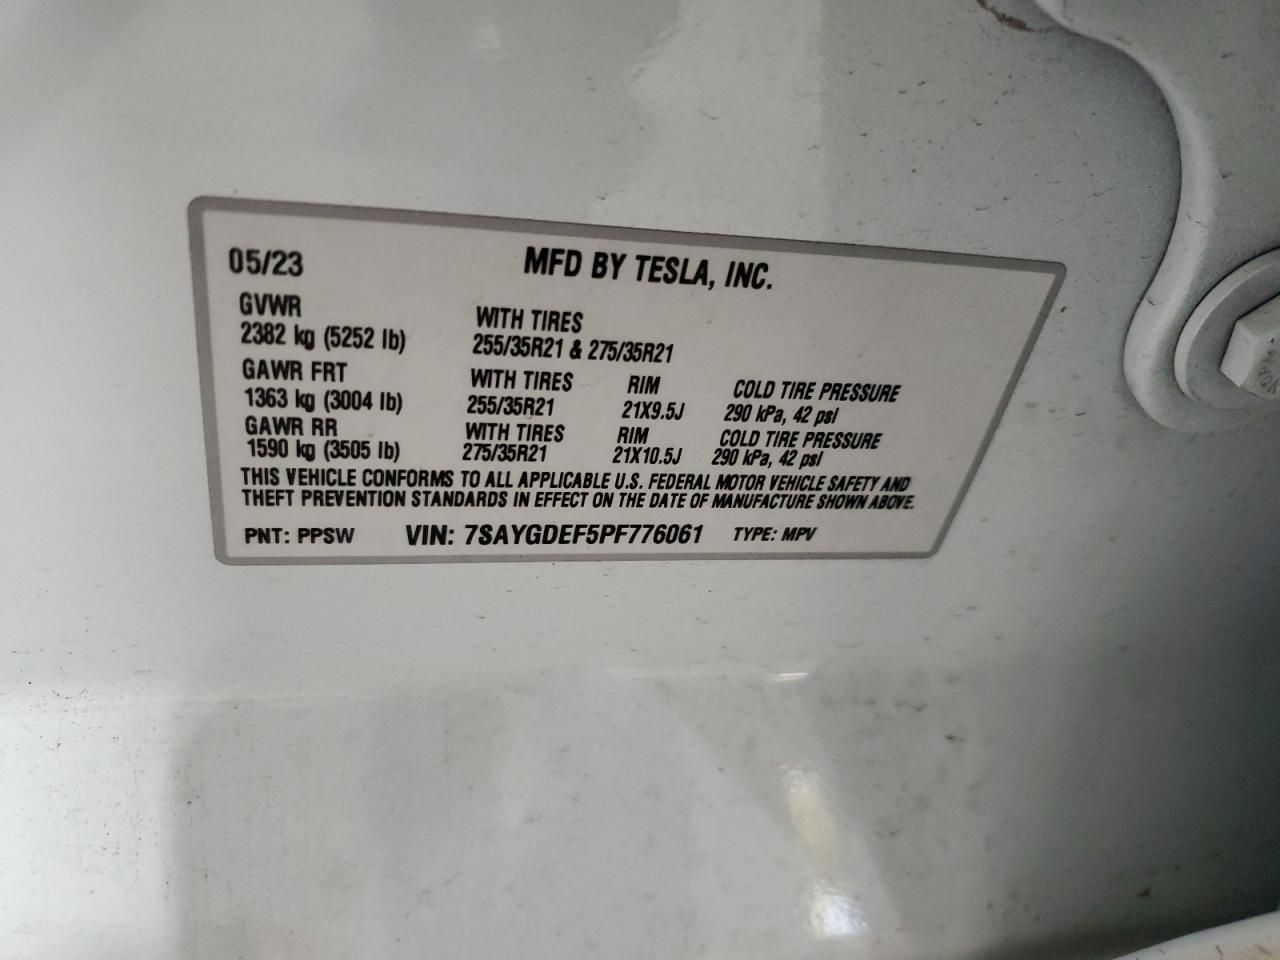 05/23 MFD BY TESLA, INC.
GVWR WITH TIRES
2382 kg (5252 lb) 255/35R21 & 275/35R21
GAWR FRT WITH TIRES RIM COLD TIRE PRESSURE
1363 kg (3004 lb) 255/35R21 21X9.5J 290 kPa, 42 psi
GAWR RR WITH TIRES RIM COLD TIRE PRESSURE
1590 kg (3505 lb) 275/35R21 21X10.5J 290 kPa, 42 psi
THIS VEHICLE CONFORMS TO ALL APPLICABLE U.S. FEDERAL MOTOR VEHICLE SAFETY AND
THEFT PREVENTION STANDARDS IN EFFECT ON THE DATE OF MANUFACTURE SHOWN ABOVE.
PNT: PPSW VIN: 7SAYGDEF5PF776061 TYPE: MPV